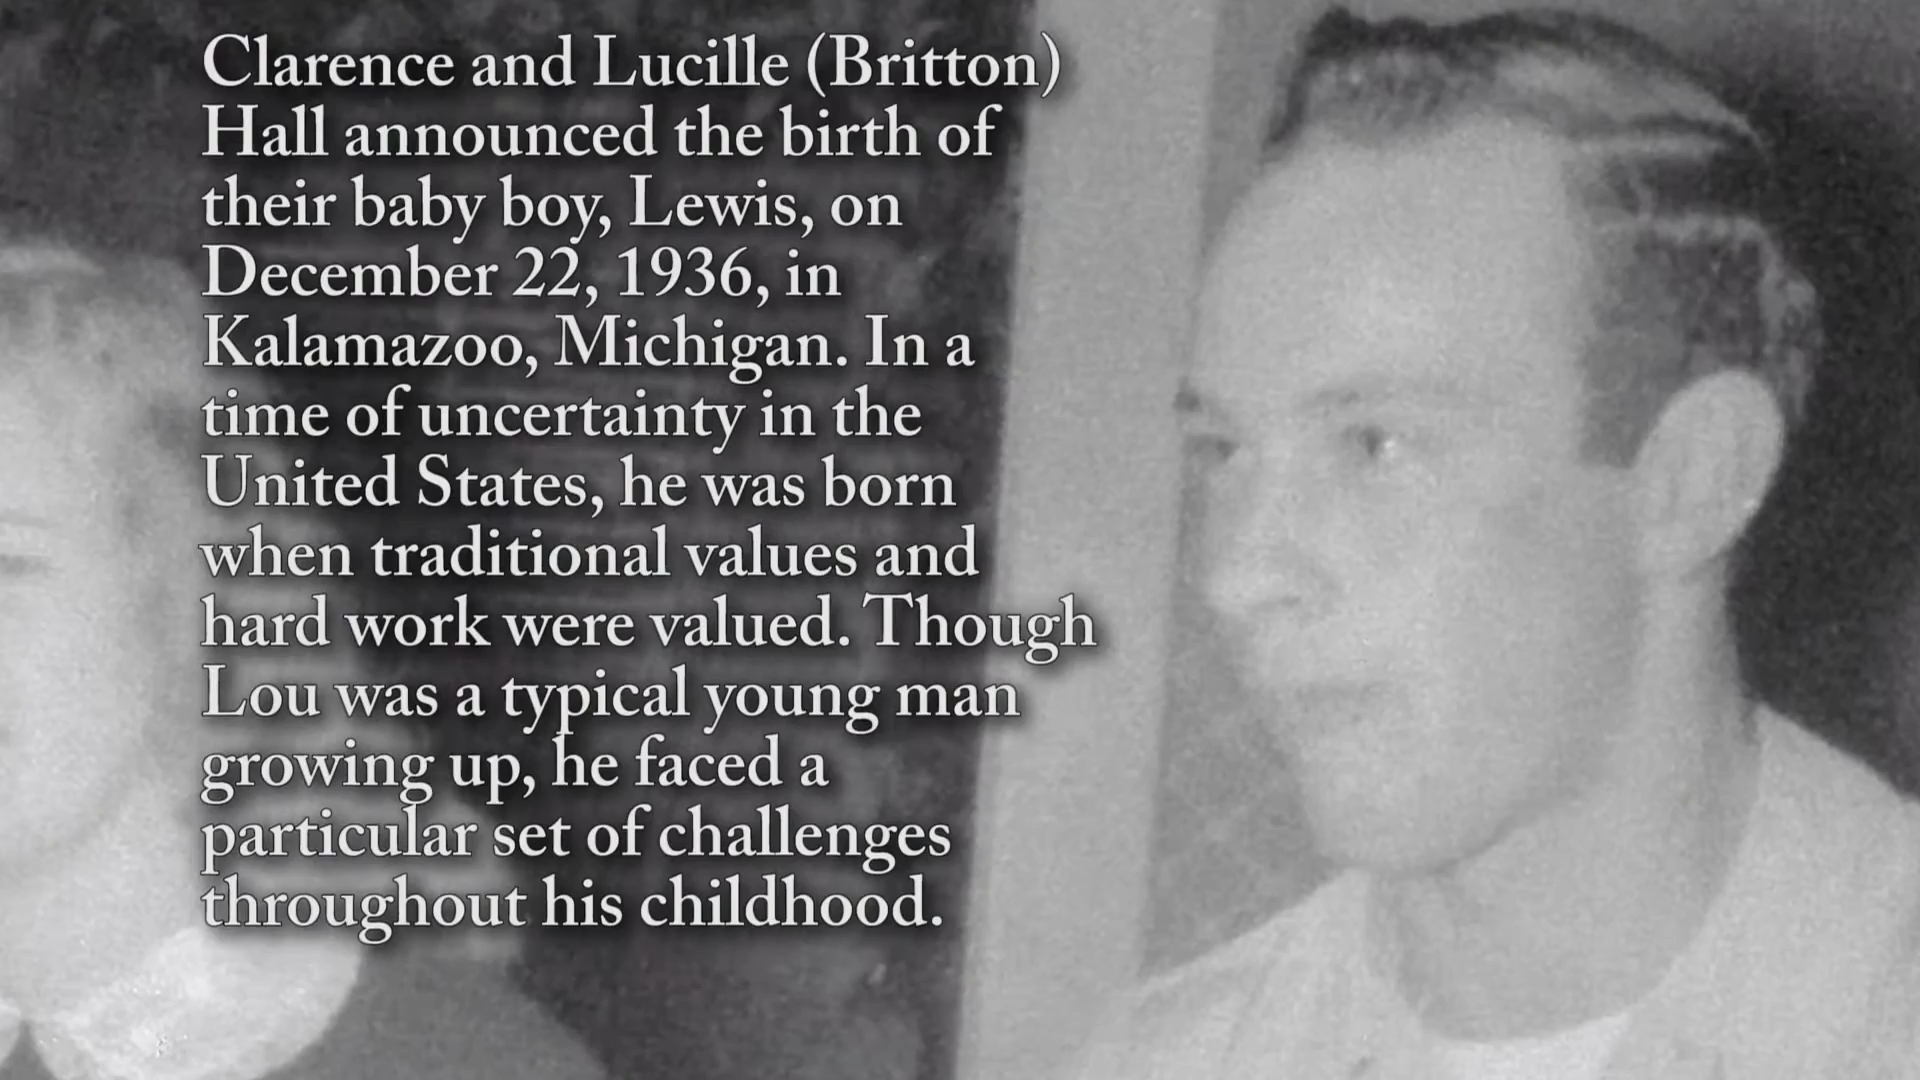 Clarence and Lucille (Britton)
Hall announced the birth of
their baby boy, Lewis, on
December 22, 1936, in
Kalamazoo, Michigan. In a
time of uncertainty in the
United States, he was born
when traditional values and
hard work were valued. Though
Lou was a typical young man
growing up, he faced a
particular set of challenges
throughout his childhood.